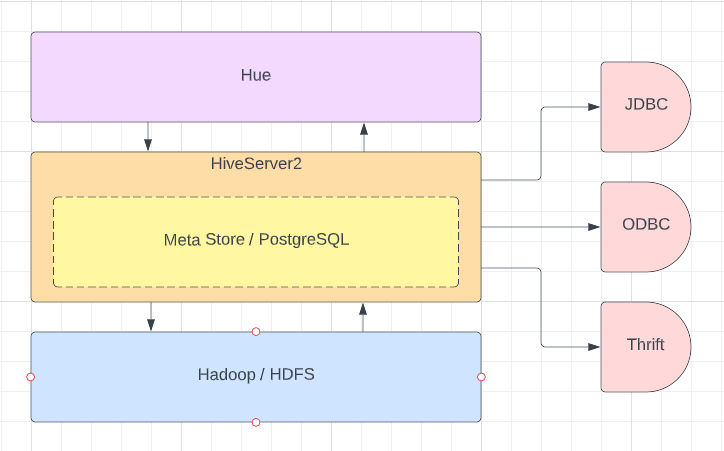 Hue
HiveServer2
Meta Store / PostgreSQL
Hadoop / HDFS
JDBC
ODBC
Thrift